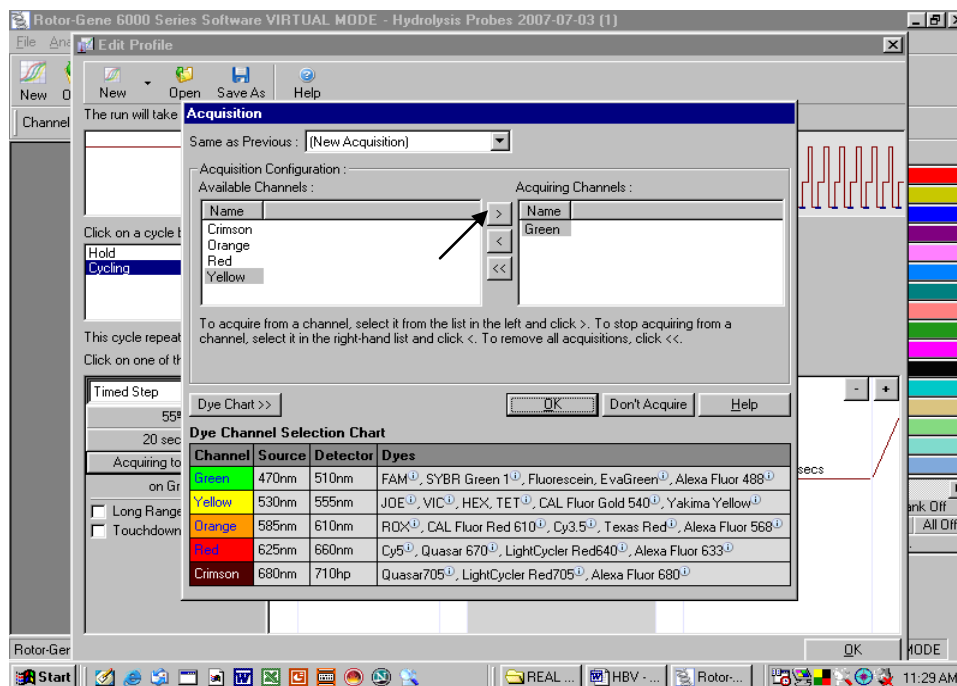 Rotor-Gene 6000 Series Software VIRTUAL MODE - Hydrolysis Probes 2007-07-03 (1)
File
Edit Profile
New
New Open Save As Help
Channel
The run will take
Acquisition
Same as Previous : (New Acquisition)
Acquisition Configuration :
Available Channels : Acquiring Channels :
Name > Name
Crimson Green
Orange <
Red <<
Yellow
Click on a cycle
Hold
Cycling
To acquire from a channel, select it from the list in the left and click >. To stop acquiring from a
channel, select it in the right-hand list and click <. To remove all acquisitions, click <<.
This cycle repeat
Click on one of
Timed Step - +
Dye Chart >> OK Don't Acquire Help
55º
20 sec
Acquiring to
on Gr
Long Range
Touchdown
secs
Dye Channel Selection Chart
Channel Source Detector Dyes
Green 470nm 510nm FAM, SYBR Green 1, Fluorescein, EvaGreen, Alexa Fluor 488
Yellow 530nm 555nm JOE, VIC, HEX, TET, CAL Fluor Gold 540, Yakima Yellow
Orange 585nm 610nm ROX, CAL Fluor Red 610, Cy3.5, Texas Red, Alexa Fluor 568
Red 625nm 660nm Cy5, Quasar 670, LightCycler Red640, Alexa Fluor 633
Crimson 680nm 710hp Quasar705, LightCycler Red705, Alexa Fluor 680
ank Off
All Off
OK
Rotor-Ger MODE
Start REAL ... HBV - ... Rotor-... 11:29 AM